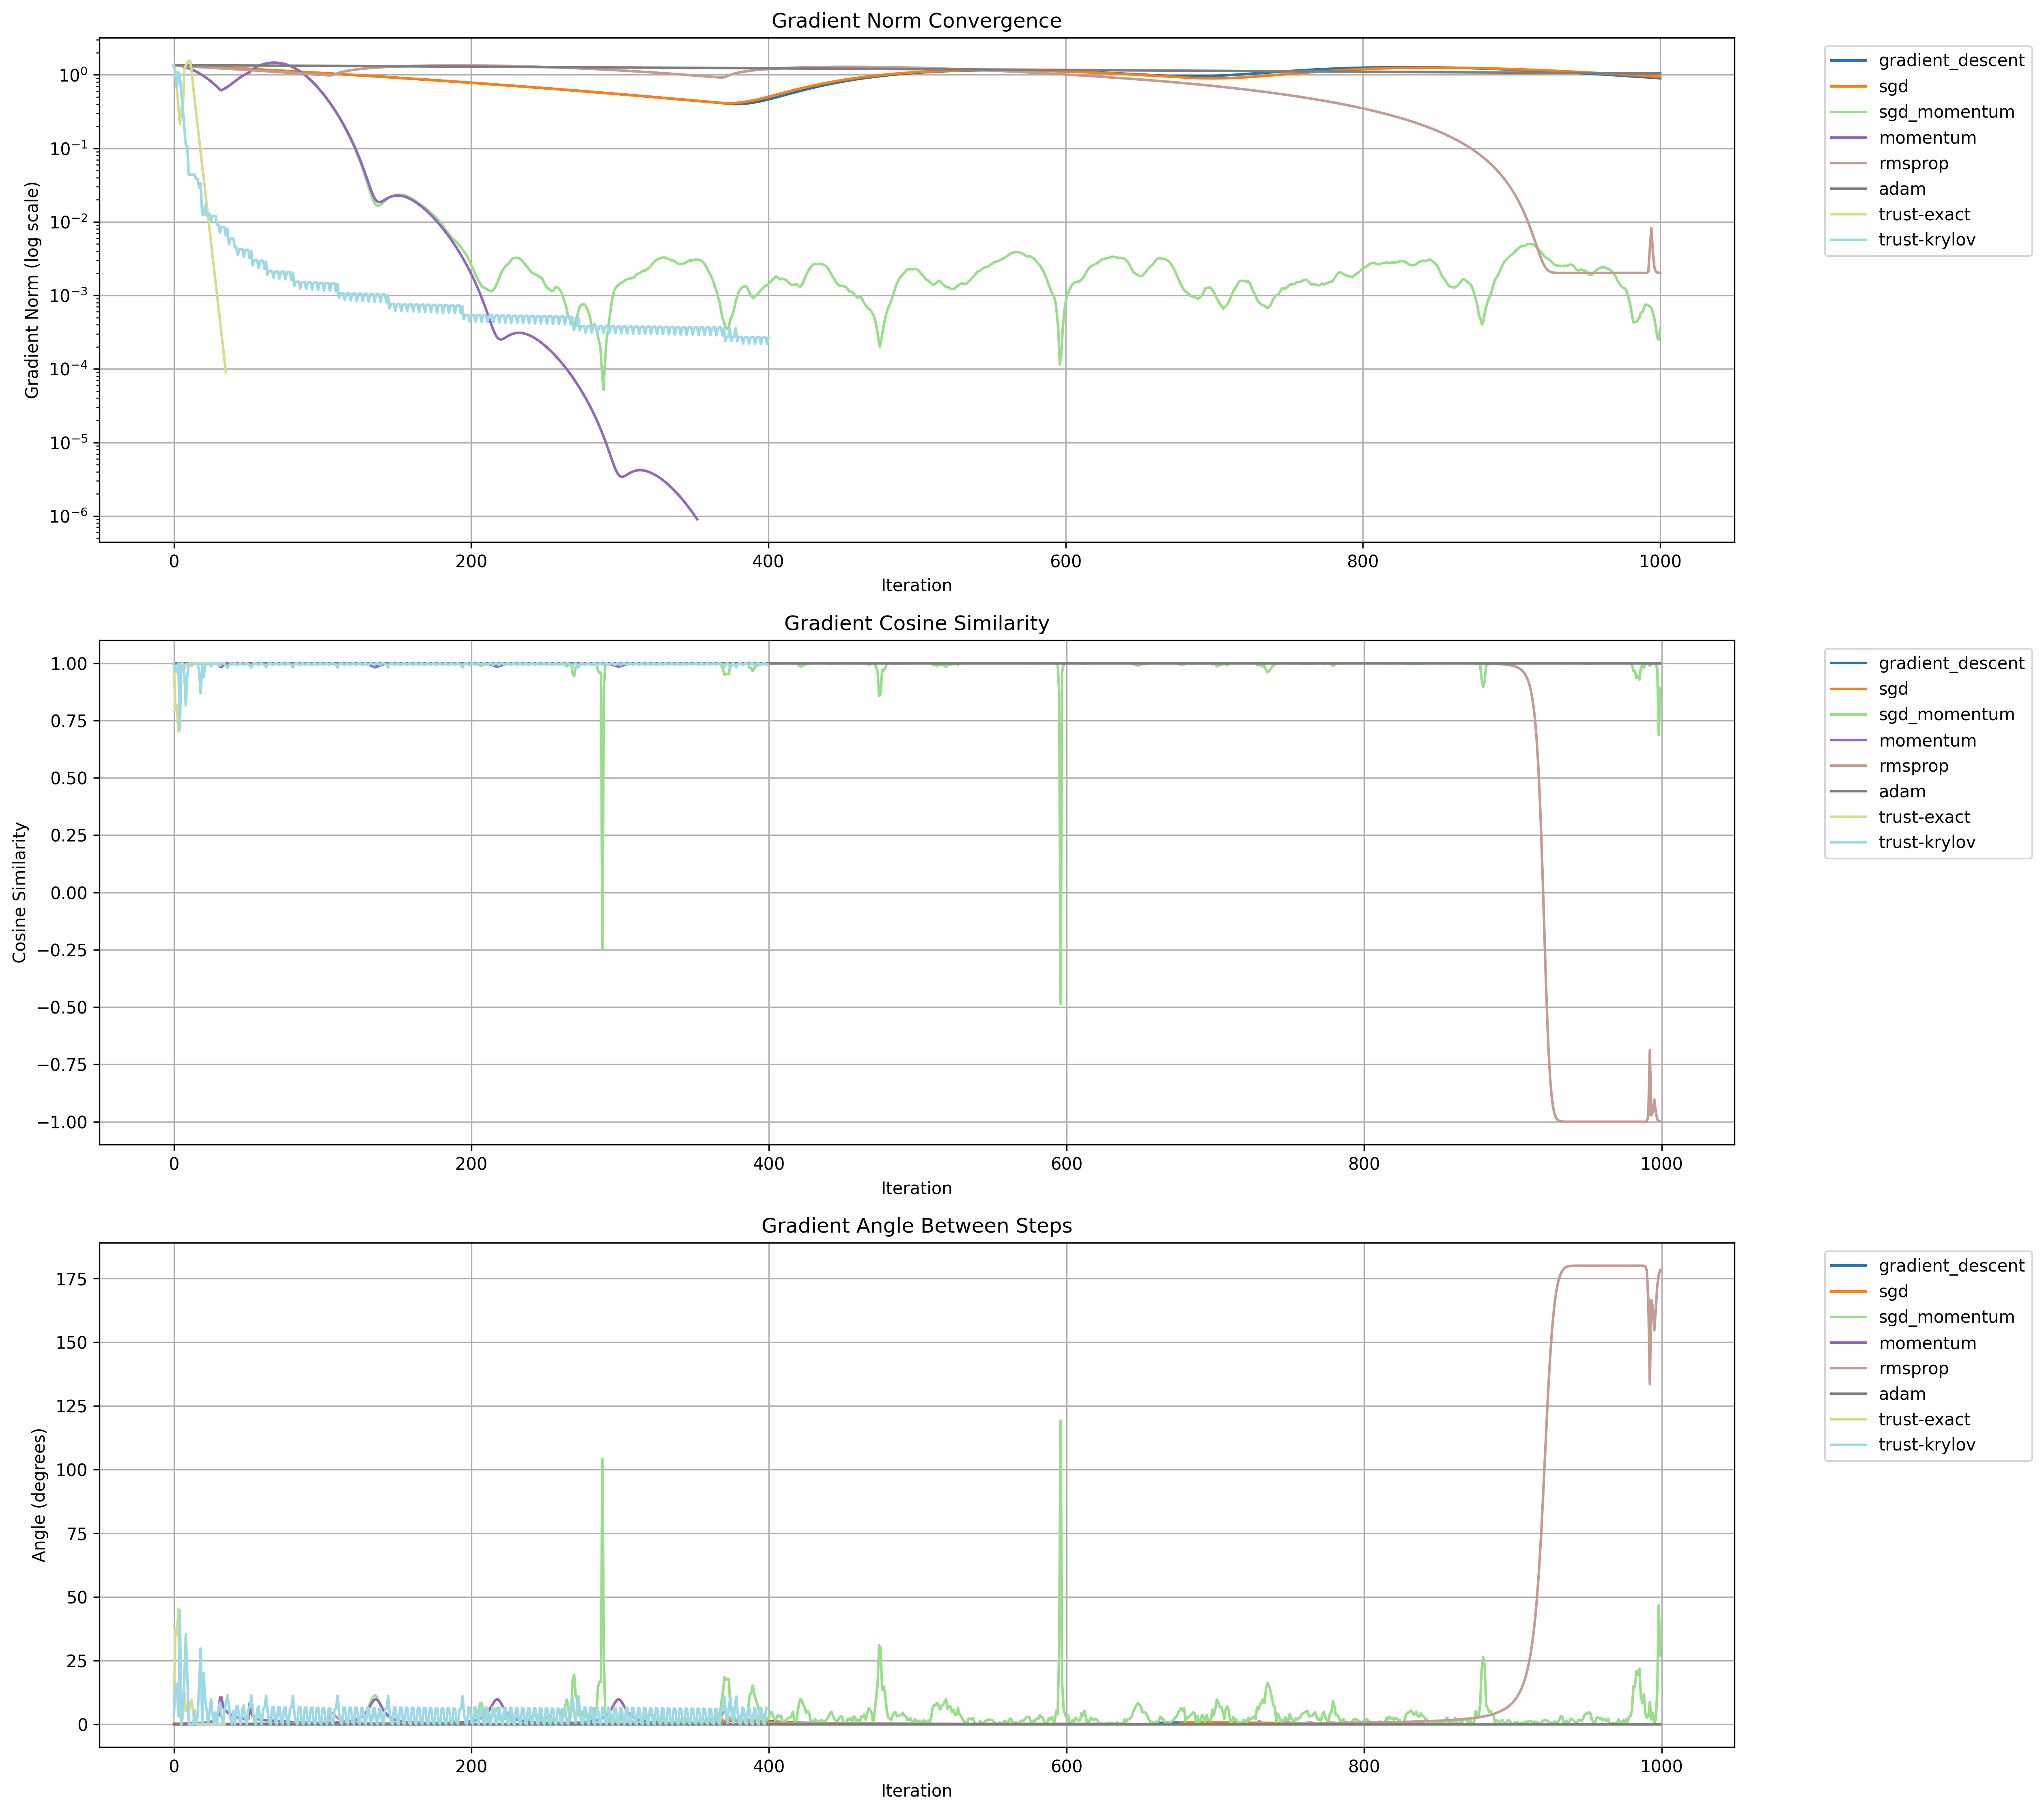 Gradient Norm Convergence
Gradient Norm (log scale)
10⁰
10⁻¹
10⁻²
10⁻³
10⁻⁴
10⁻⁵
10⁻⁶
0 200 400 600 800 1000
Iteration
gradient_descent
sgd
sgd_momentum
momentum
rmsprop
adam
trust-exact
trust-krylov
Gradient Cosine Similarity
Cosine Similarity
1.00
0.75
0.50
0.25
0.00
−0.25
−0.50
−0.75
−1.00
0 200 400 600 800 1000
Iteration
gradient_descent
sgd
sgd_momentum
momentum
rmsprop
adam
trust-exact
trust-krylov
Gradient Angle Between Steps
Angle (degrees)
175
150
125
100
75
50
25
0
0 200 400 600 800 1000
Iteration
gradient_descent
sgd
sgd_momentum
momentum
rmsprop
adam
trust-exact
trust-krylov